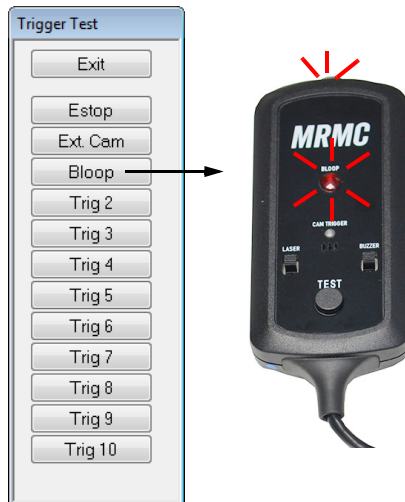 Trigger Test
Exit
Estop
Ext. Cam
Bloop
Trig 2
Trig 3
Trig 4
Trig 5
Trig 6
Trig 7
Trig 8
Trig 9
Trig 10
MRMC
BLOOP
CAM TRIGGER
LASER
BUZZER
TEST